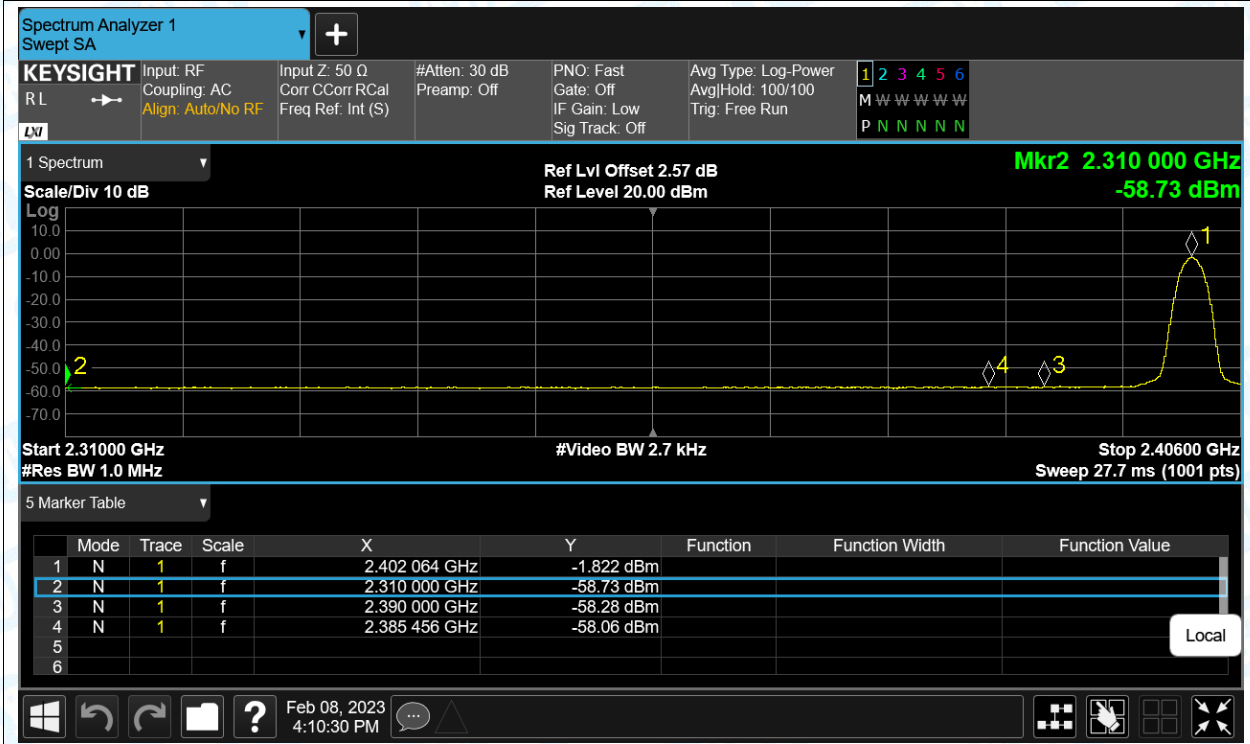 Spectrum Analyzer 1
Swept SA
▼
+
KEYSIGHT
R L
LXI
Input: RF
Coupling: AC
Align: Auto/No RF
Input Z: 50 Ω
Corr CCorr RCal
Freq Ref: Int (S)
#Atten: 30 dB
Preamp: Off
PNO: Fast
Gate: Off
IF Gain: Low
Sig Track: Off
Avg Type: Log-Power
Avg|Hold: 100/100
Trig: Free Run
1 2 3 4 5 6
M W W W W W
P N N N N N
1 Spectrum
Scale/Div 10 dB
Ref Lvl Offset 2.57 dB
Ref Level 20.00 dBm
Mkr2 2.310 000 GHz
-58.73 dBm
Log
10.0
0.00
-10.0
-20.0
-30.0
-40.0
-50.0
-60.0
-70.0
1
2
4
3
Start 2.31000 GHz
#Video BW 2.7 kHz
Stop 2.40600 GHz
#Res BW 1.0 MHz
Sweep 27.7 ms (1001 pts)
5 Marker Table
Mode Trace Scale X Y Function Function Width Function Value
1 N 1 f 2.402 064 GHz -1.822 dBm
2 N 1 f 2.310 000 GHz -58.73 dBm
3 N 1 f 2.390 000 GHz -58.28 dBm
4 N 1 f 2.385 456 GHz -58.06 dBm
5
6
Local
?
Feb 08, 2023
4:10:30 PM